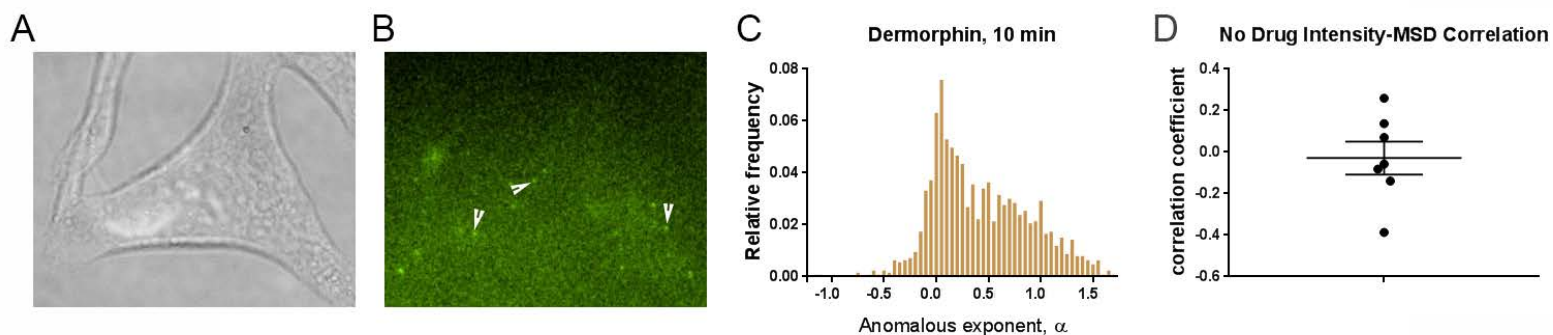 A
B
C
Dermorphin, 10 min
Relative frequency
0.08
0.06
0.04
0.02
0.00
-1.0 -0.5 0.0 0.5 1.0 1.5
Anomalous exponent, α
D
No Drug Intensity-MSD Correlation
correlation coefficient
0.4
0.2
0.0
-0.2
-0.4
-0.6